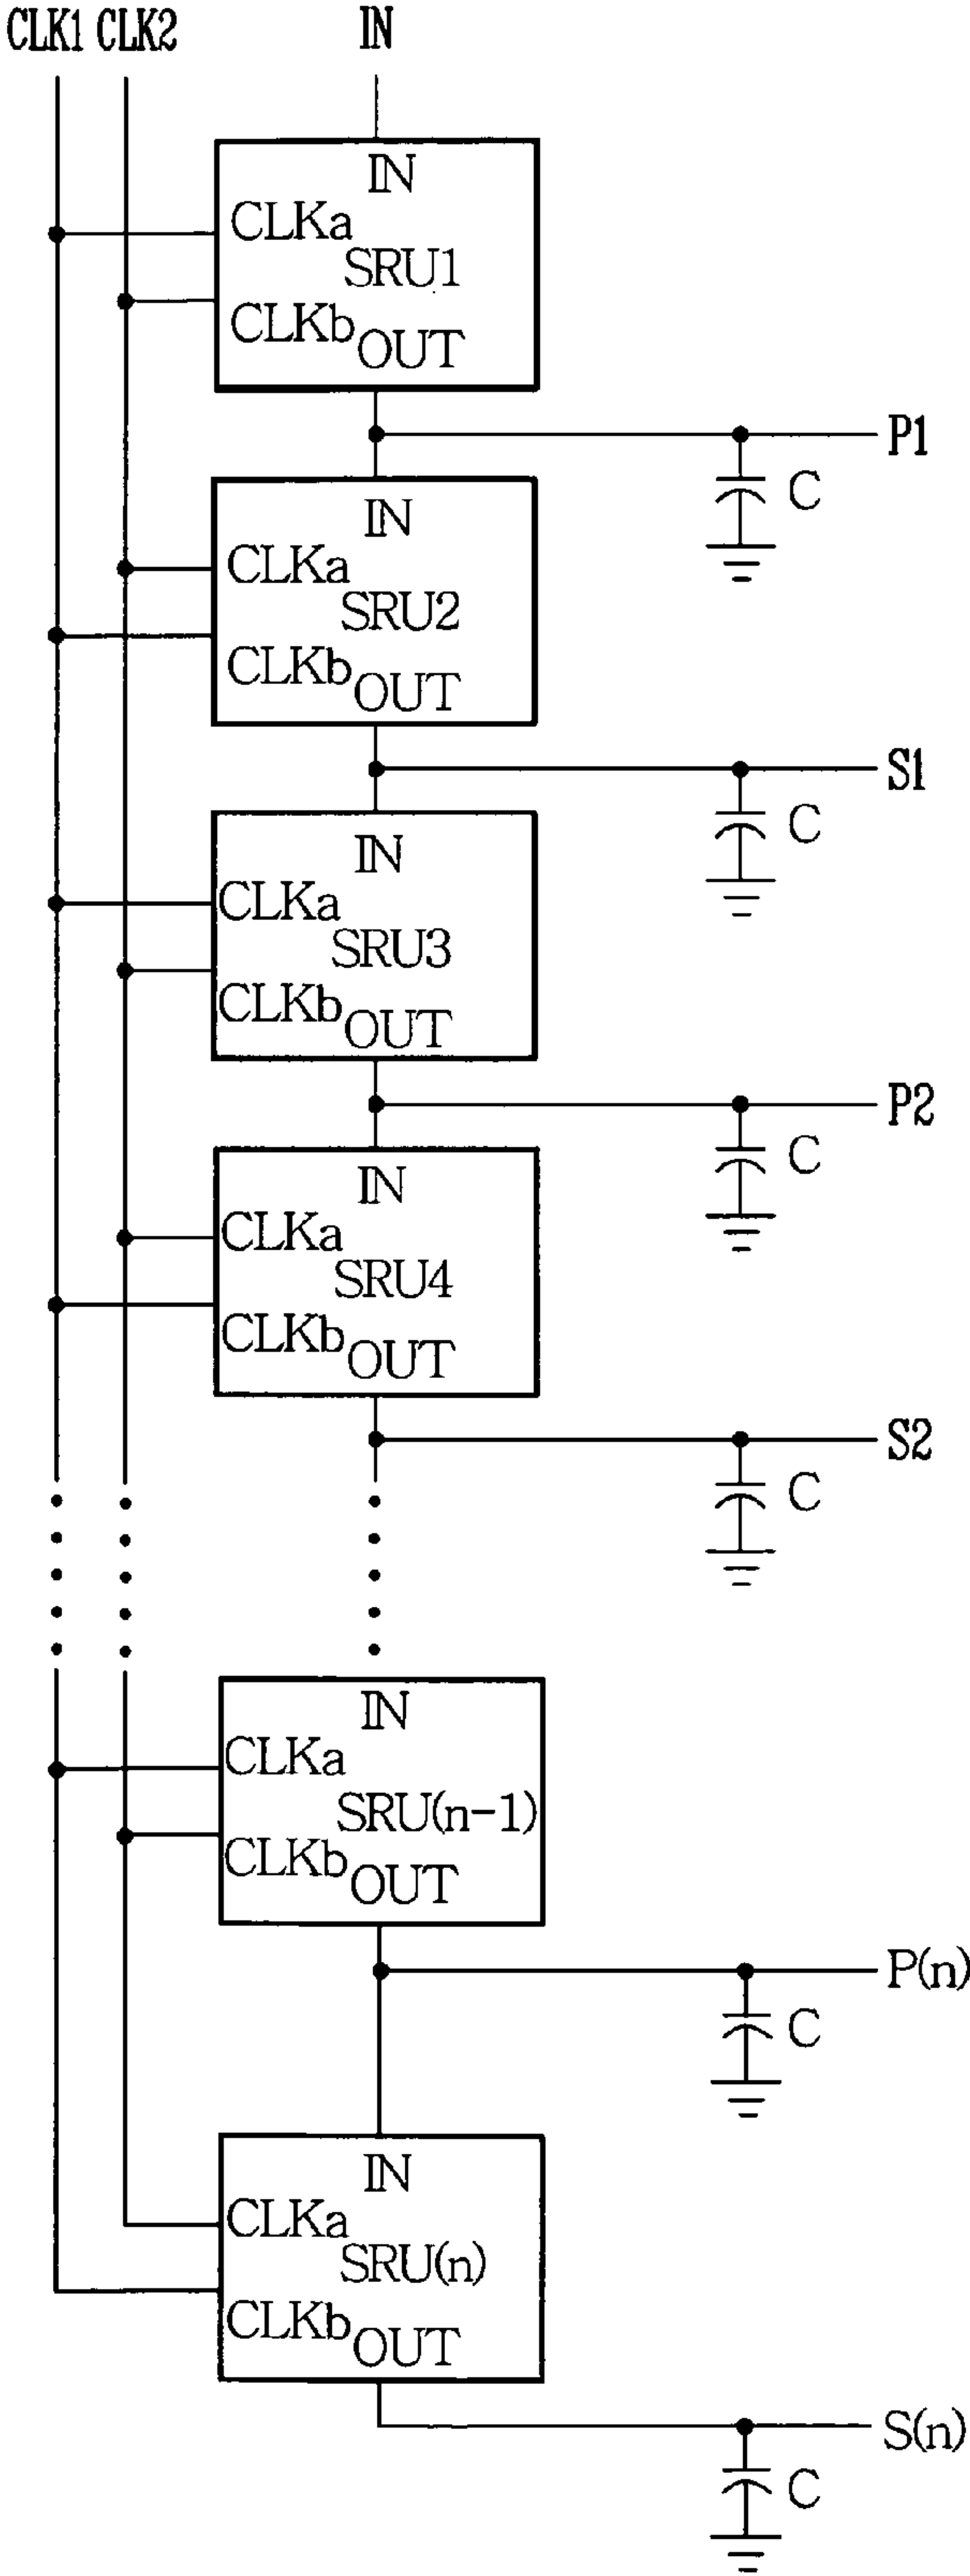 CLK1 CLK2 IN
IN
CLKa
SRU1
CLKb
OUT
P1
C
IN
CLKa
SRU2
CLKb
OUT
S1
C
IN
CLKa
SRU3
CLKb
OUT
P2
C
IN
CLKa
SRU4
CLKb
OUT
S2
C
IN
CLKa
SRU(n-1)
CLKb
OUT
P(n)
C
IN
CLKa
SRU(n)
CLKb
OUT
S(n)
C